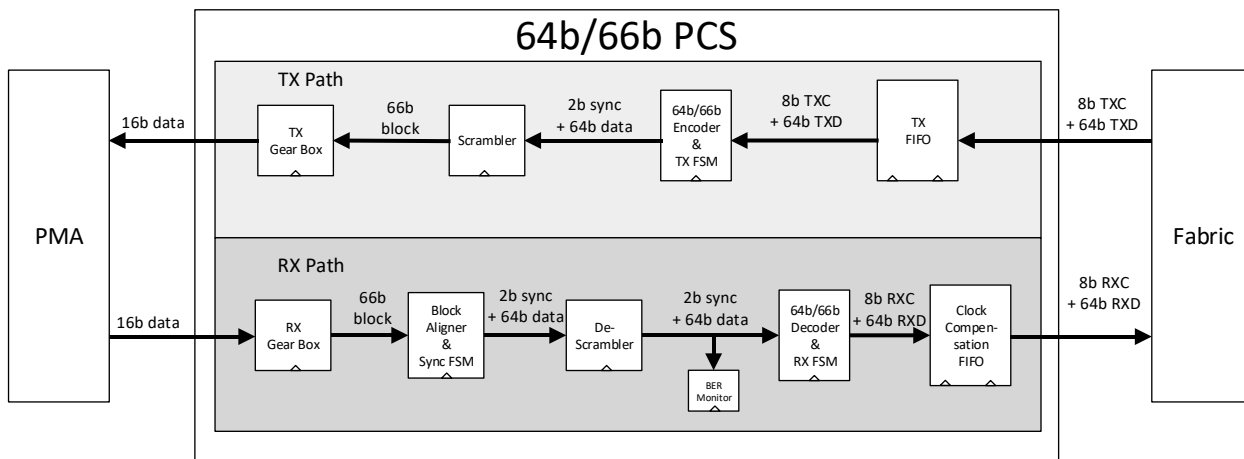 64b/66b PCS
TX Path
PMA
Fabric
16b data
TX
Gear Box
66b
block
Scrambler
2b sync
+ 64b data
64b/66b
Encoder
&
TX FSM
8b TXC
+ 64b TXD
TX
FIFO
8b TXC
+ 64b TXD
RX Path
16b data
RX
Gear Box
66b
block
Block
Aligner
&
Sync FSM
2b sync
+ 64b data
De-
Scrambler
2b sync
+ 64b data
BER
Monitor
64b/66b
Decoder
&
RX FSM
8b RXC
+ 64b RXD
Clock
Compen-
sation
FIFO
8b RXC
+ 64b RXD